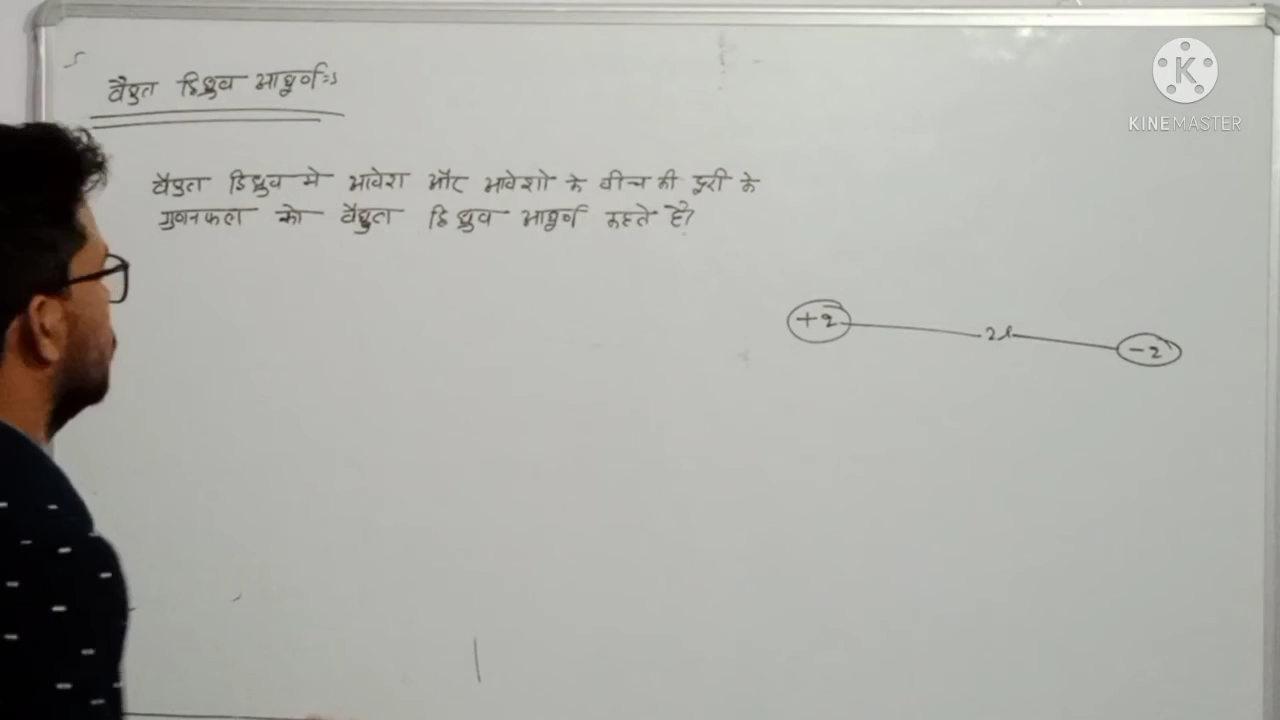 वैद्युत द्विध्रुव आघूर्ण:-
वैद्युत द्विध्रुव मे आवेश और आवेशो के बीच की दूरी के
गुणनफल को वैद्युत द्विध्रुव आघूर्ण कहते है?
+q 2l -q
KINEMASTER